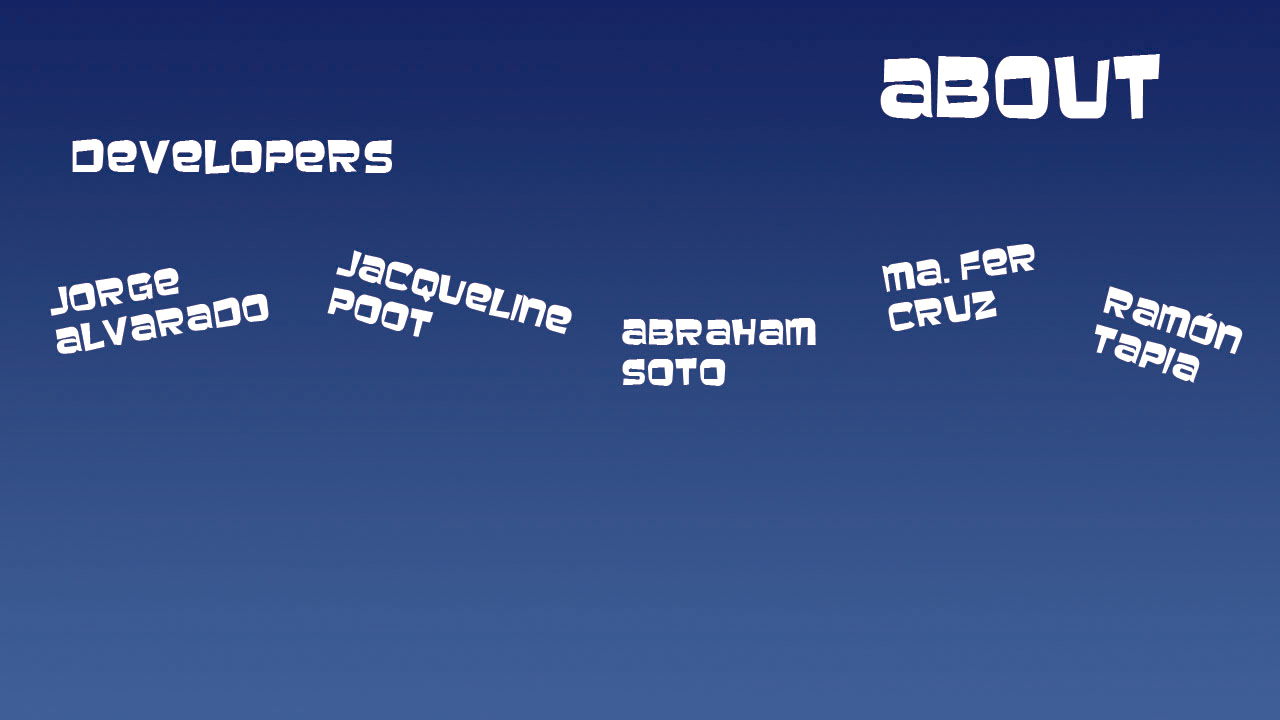 ABOUT
DEVELOPERS
JORGE
ALVARADO
JACQUELINE
POOT
ABRAHAM
SOTO
MA. FER
CRUZ
RAMÓN
TAPIA